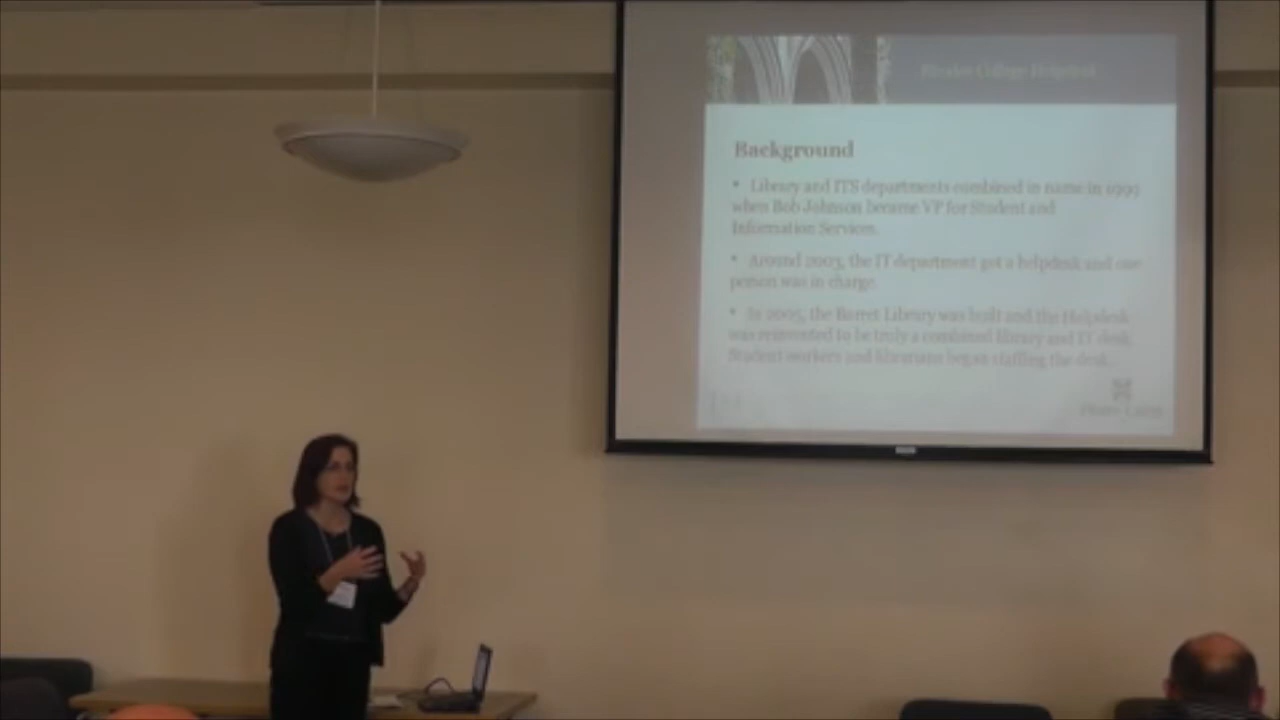 Rhodes College Helpdesk
Background
• Library and ITS departments combined in name in 1999
when Bob Johnson became VP for Student and
Information Services.
• Around 2003, the IT department got a helpdesk and one
person was in charge.
• In 2005, the Barret Library was built and the Helpdesk
was reinvented to be truly a combined library and IT desk.
Student workers and librarians began staffing the desk.